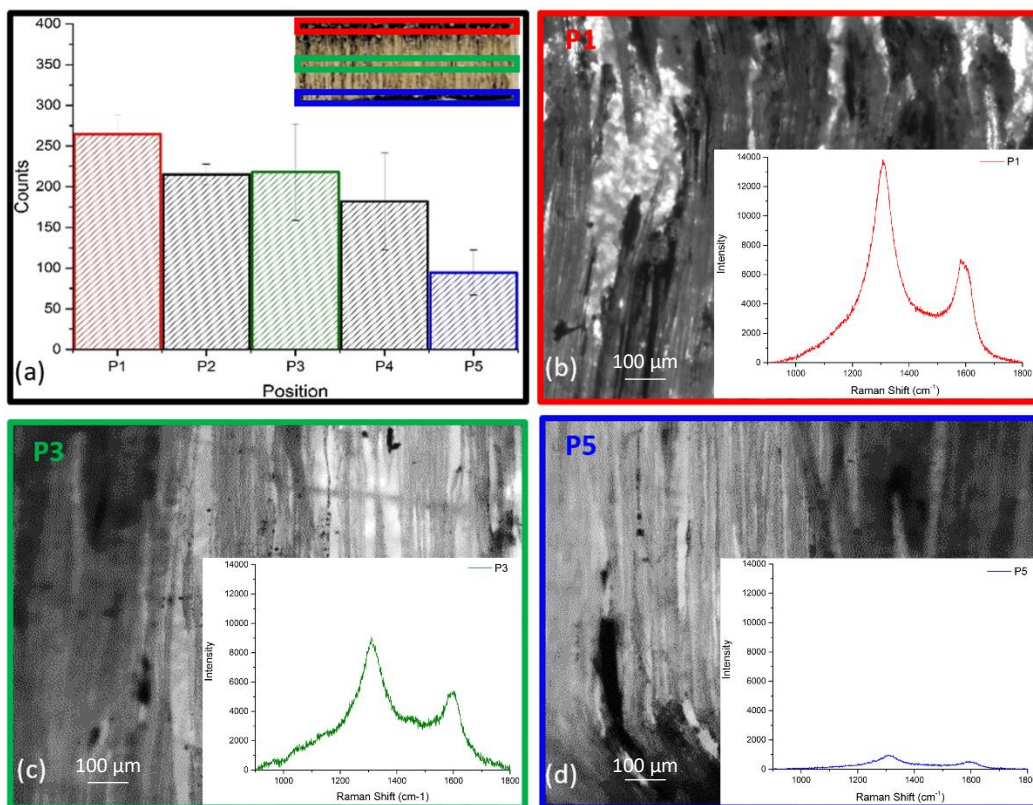 400
350
300
250
200
150
100
50
0
Counts
P1 P2 P3 P4 P5
Position
(a)
P1
14000
12000
10000
8000
6000
4000
2000
0
Intensity
P1
1000 1200 1400 1600 1800
Raman Shift (cm-1)
(b)
100 µm
P3
14000
12000
10000
8000
6000
4000
2000
0
Intensity
P3
1000 1200 1400 1600 1800
Raman Shift (cm-1)
(c)
100 µm
P5
14000
12000
10000
8000
6000
4000
2000
0
Intensity
P5
1000 1200 1400 1600 1800
Raman Shift (cm-1)
(d)
100 µm